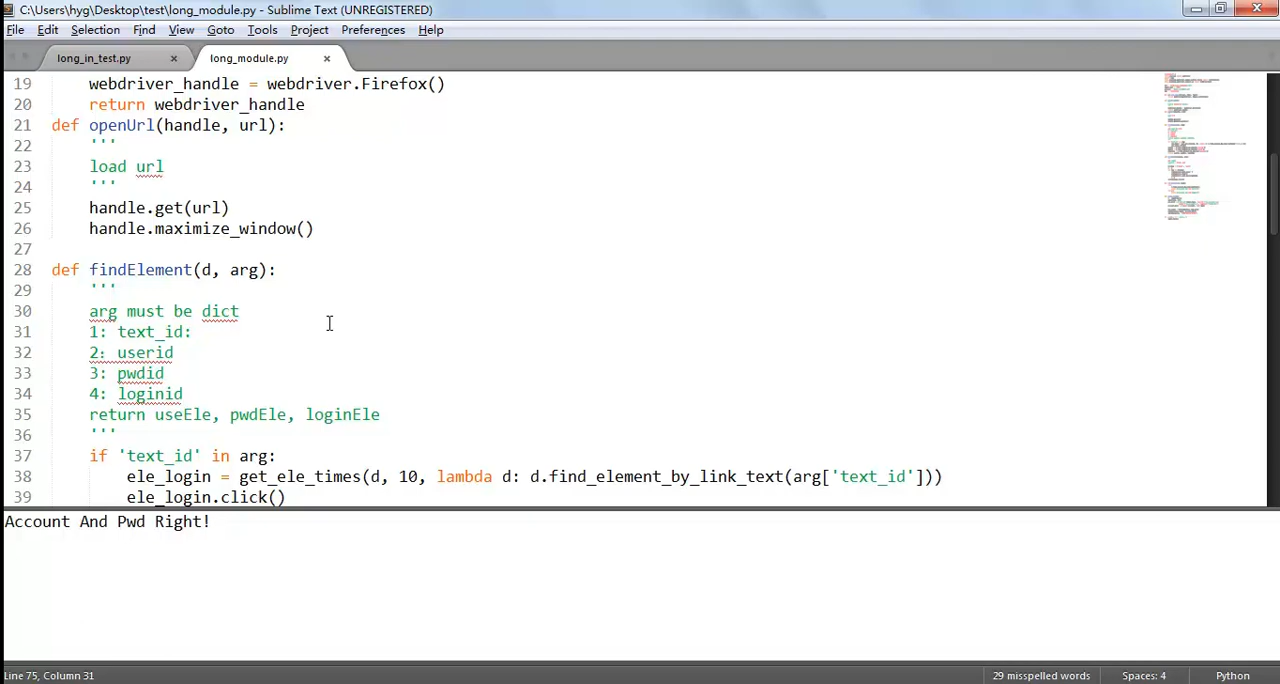 C:\Users\hyg\Desktop\test\long_module.py - Sublime Text (UNREGISTERED)
File Edit Selection Find View Goto Tools Project Preferences Help
long_in_test.py × long_module.py ×
19 webdriver_handle = webdriver.Firefox()
20 return webdriver_handle
21 def openUrl(handle, url):
22 '''
23 load url
24 '''
25 handle.get(url)
26 handle.maximize_window()
27
28 def findElement(d, arg):
29 '''
30 arg must be dict
31 1: text_id:
32 2: userid
33 3: pwdid
34 4: loginid
35 return useEle, pwdEle, loginEle
36 '''
37 if 'text_id' in arg:
38 ele_login = get_ele_times(d, 10, lambda d: d.find_element_by_link_text(arg['text_id']))
39 ele_login.click()
Account And Pwd Right!
Line 75, Column 31 29 misspelled words Spaces: 4 Python